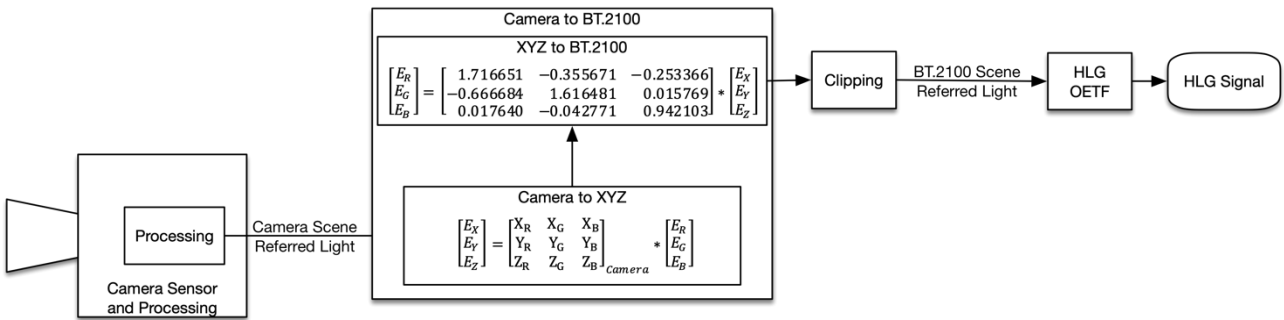 Camera to BT.2100
XYZ to BT.2100
[E_R] [1.716651 −0.355671 −0.253366] [E_X]
[E_G] = [−0.666684 1.616481 0.015769] * [E_Y]
[E_B] [0.017640 −0.042771 0.942103] [E_Z]
Clipping
BT.2100 Scene
Referred Light
HLG
OETF
HLG Signal
Camera to XYZ
[E_X] [X_R X_G X_B] [E_R]
[E_Y] = [Y_R Y_G Y_B] * [E_G]
[E_Z] [Z_R Z_G Z_B]_Camera [E_B]
Processing
Camera Scene
Referred Light
Camera Sensor
and Processing